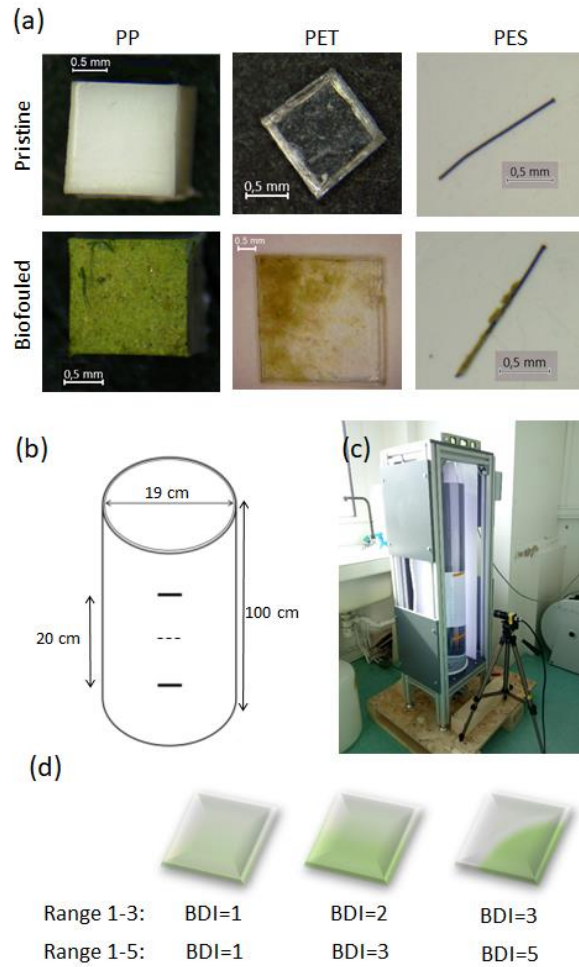 (a)
PP PET PES
Pristine
0.5 mm
0,5 mm
0,5 mm
Biofouled
0,5 mm
0.5 mm
0,5 mm
(b)
19 cm
20 cm
100 cm
(c)
(d)
Range 1-3: BDI=1 BDI=2 BDI=3
Range 1-5: BDI=1 BDI=3 BDI=5